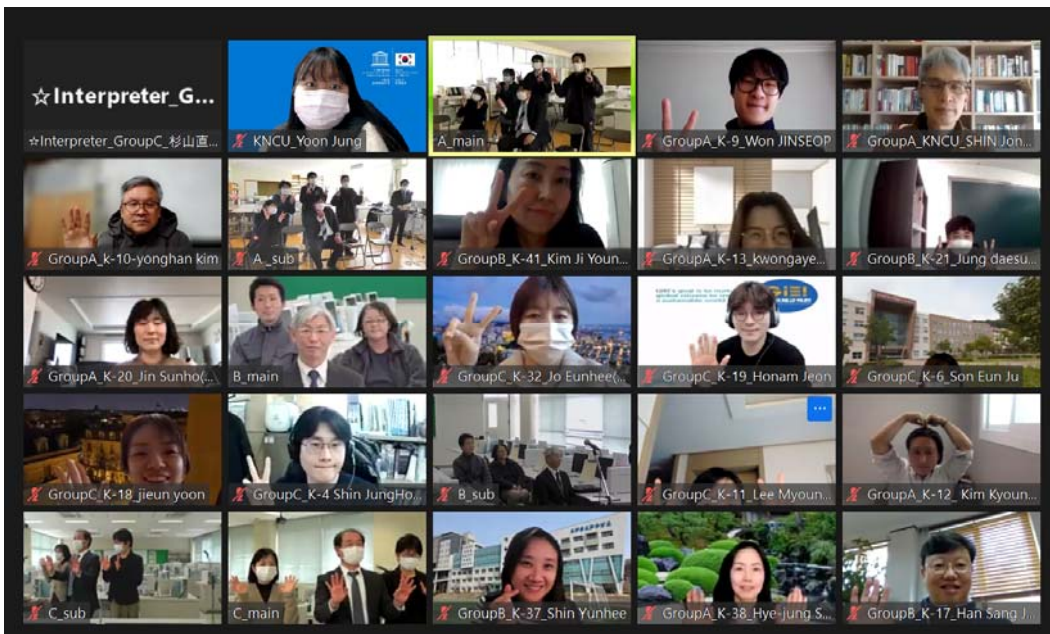 ☆Interpreter_G...
☆Interpreter_GroupC_杉山直...
KNCU_Yoon Jung
A_main
GroupA_K-9_Won JINSEOP
GroupA_KNCU_SHIN Jon...
GroupA_k-10-yonghan kim
A_sub
GroupB_K-41_Kim Ji Youn...
GroupA_K-13_kwongaye...
GroupB_K-21_Jung daesu...
GroupA_K-20_Jin Sunho(...
B_main
GroupC_K-32_Jo Eunhee(...
GiE!
GroupC_K-19_Honam Jeon
GroupC_K-6_Son Eun Ju
GroupC_K-18_jieun yoon
GroupC_K-4 Shin JungHo...
B_sub
...
GroupC_K-11_Lee Myoun...
GroupA_K-12_ Kim Kyoun...
C_sub
C_main
GroupB_K-37_Shin Yunhee
GroupA_K-38_Hye-jung S...
GroupB_K-17_Han Sang J...